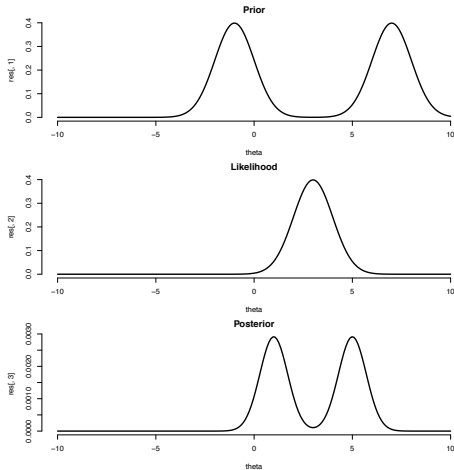 Prior
res[, 1]
0.0 0.1 0.2 0.3 0.4
−10 −5 0 5 10
theta
Likelihood
res[, 2]
0.0 0.1 0.2 0.3 0.4
−10 −5 0 5 10
theta
Posterior
res[, 3]
0.0000 0.0010 0.0020 0.0030
−10 −5 0 5 10
theta